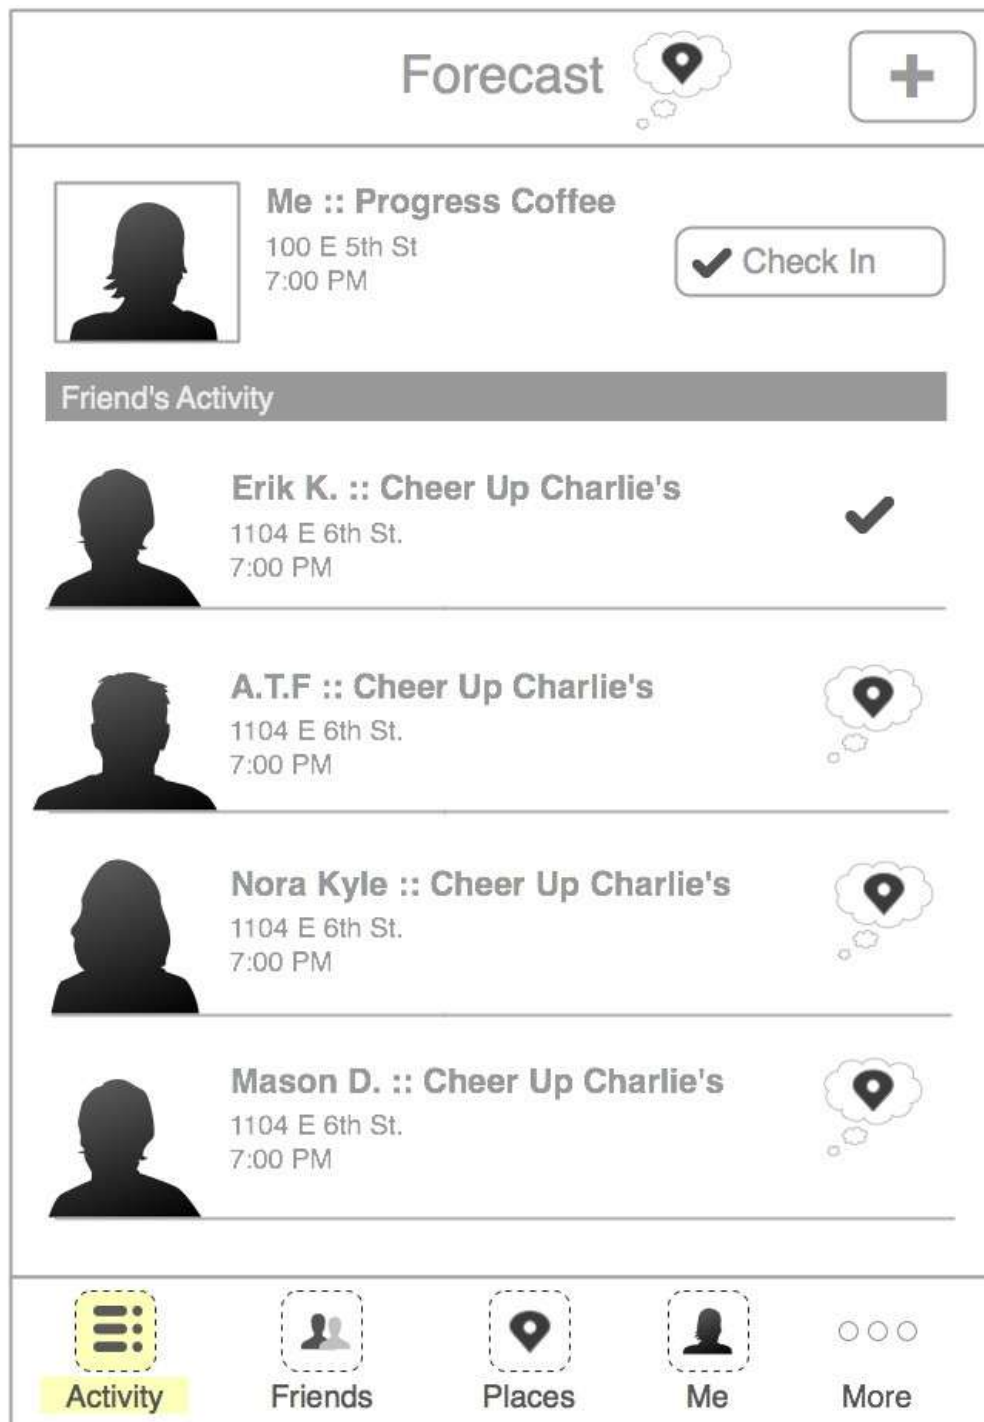 Forecast
Me :: Progress Coffee
100 E 5th St
7:00 PM
Check In
Friend's Activity
Erik K. :: Cheer Up Charlie's
1104 E 6th St.
7:00 PM
A.T.F :: Cheer Up Charlie's
1104 E 6th St.
7:00 PM
Nora Kyle :: Cheer Up Charlie's
1104 E 6th St.
7:00 PM
Mason D. :: Cheer Up Charlie's
1104 E 6th St.
7:00 PM
Activity Friends Places Me More